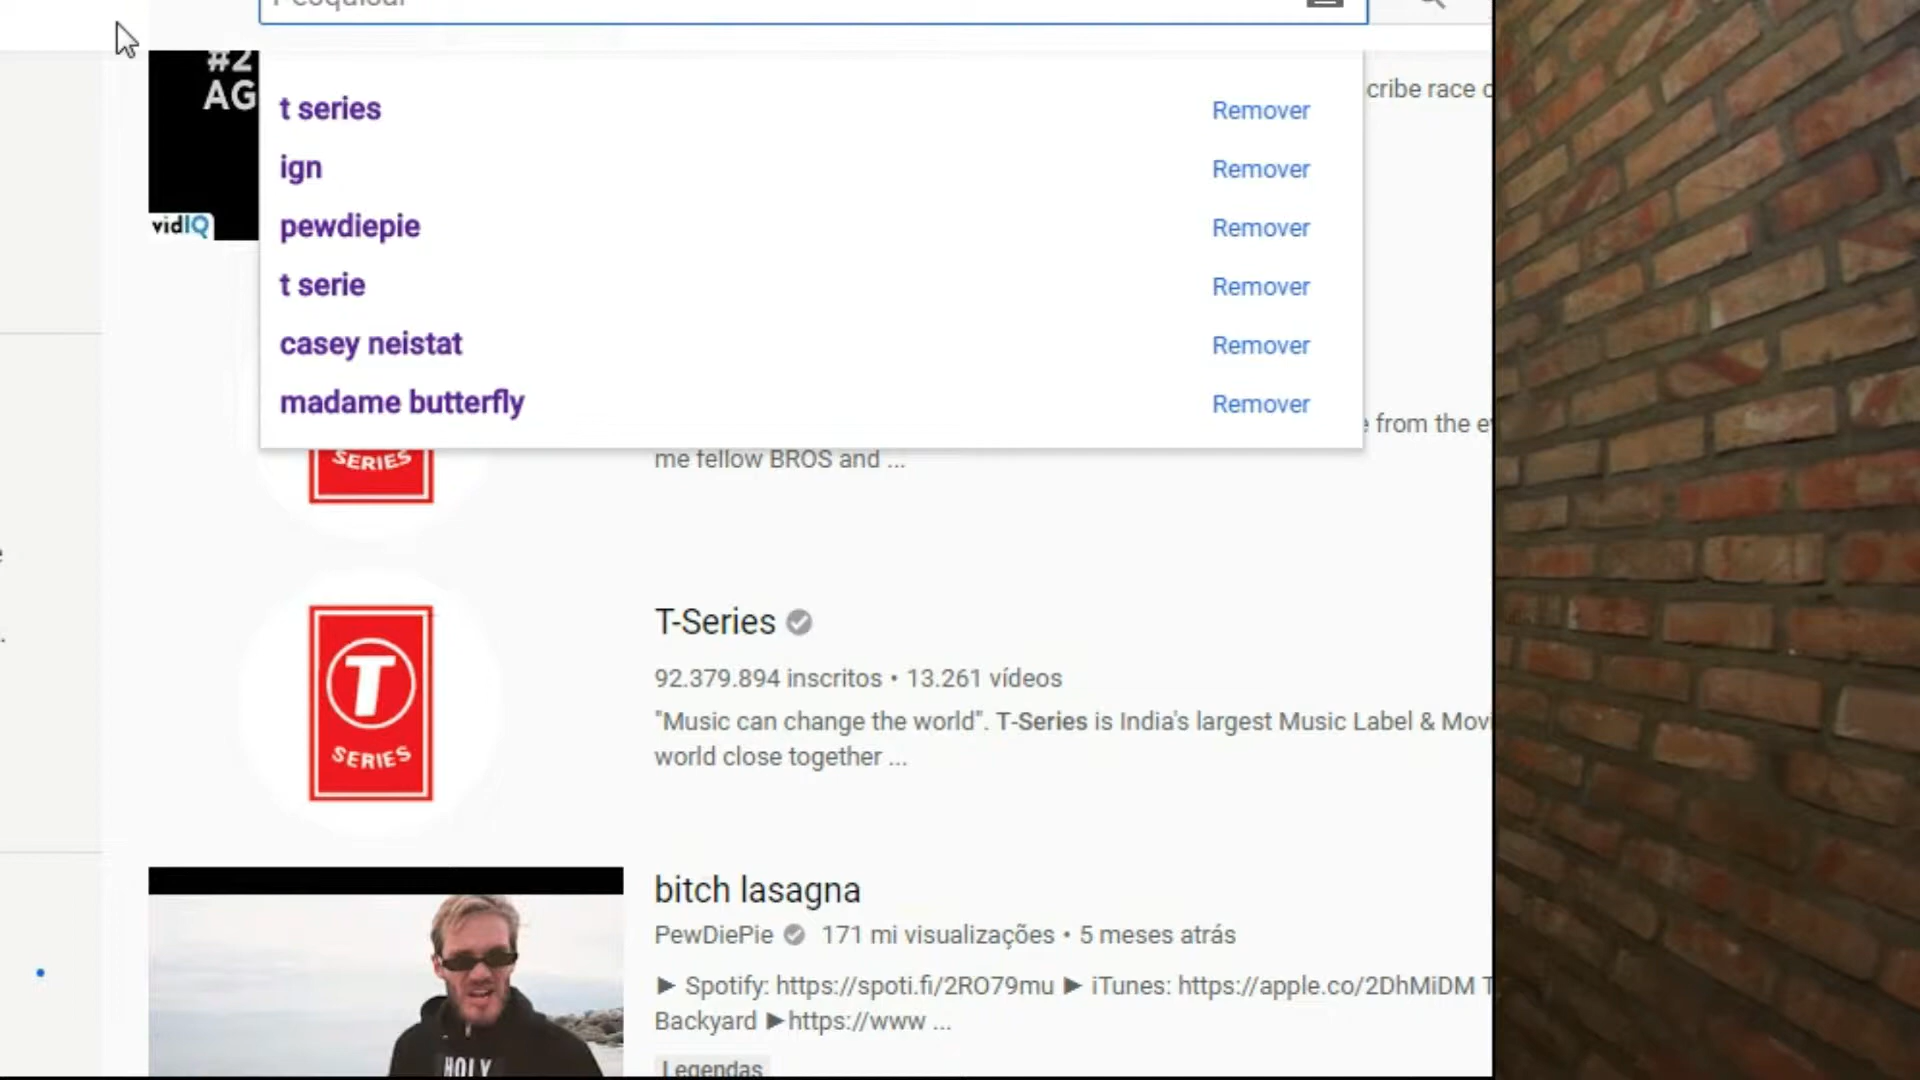 Pesquisar
#2
AG
cribe race
vidIQ
t series Remover
ign Remover
pewdiepie Remover
t serie Remover
casey neistat Remover
madame butterfly Remover
from the
me fellow BROS and ...
SERIES
T-Series
92.379.894 inscritos • 13.261 vídeos
"Music can change the world". T-Series is India's largest Music Label & Movi
world close together ...
T
SERIES
bitch lasagna
PewDiePie 171 mi visualizações • 5 meses atrás
► Spotify: https://spoti.fi/2RO79mu ► iTunes: https://apple.co/2DhMiDM T
Backyard ►https://www ...
HOLY
Legendas